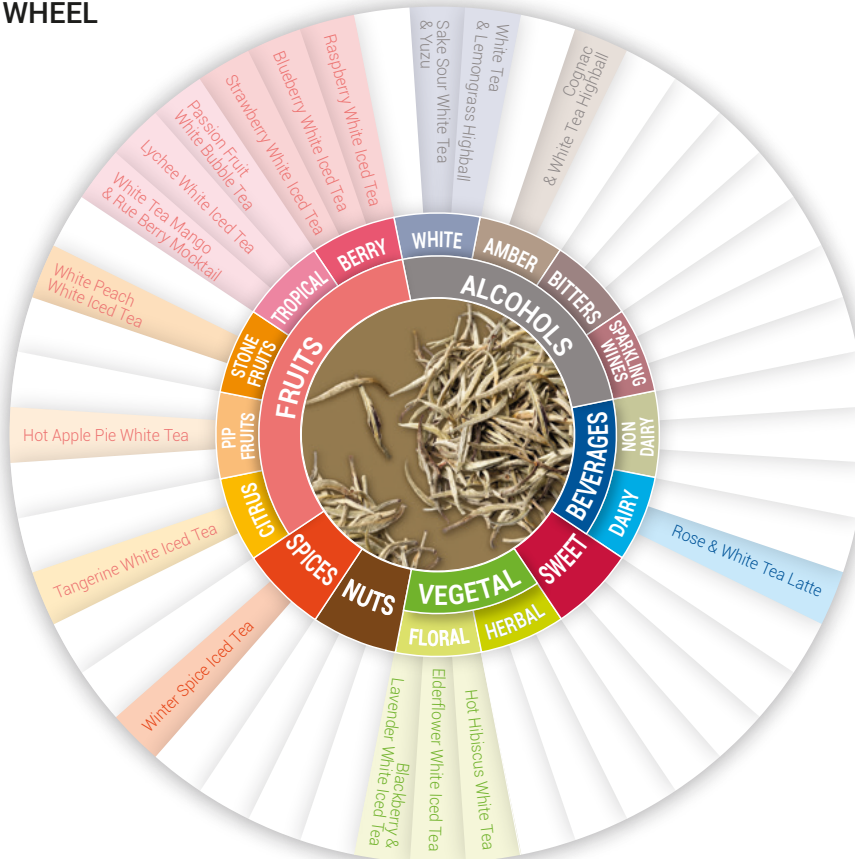 WHEEL
Sake Sour White Tea
& Yuzu
White Tea
& Lemongrass Highball
Cognac
& White Tea Highball
Rose & White Tea Latte
Hot Hibiscus White Tea
Elderflower White Iced Tea
Blackberry &
Lavender White Iced Tea
Winter Spice Iced Tea
Tangerine White Iced Tea
Hot Apple Pie White Tea
White Peach
White Iced Tea
White Tea Mango
& Rue Berry Mocktail
Lychee White Iced Tea
Passion Fruit
White Bubble Tea
Strawberry White Iced Tea
Blueberry White Iced Tea
Raspberry White Iced Tea
WHITE
AMBER
BITTERS
SPARKLING
WINES
NON
DAIRY
DAIRY
SWEET
HERBAL
FLORAL
NUTS
SPICES
CITRUS
PIP
FRUITS
STONE
FRUITS
TROPICAL
BERRY
ALCOHOLS
BEVERAGES
VEGETAL
FRUITS